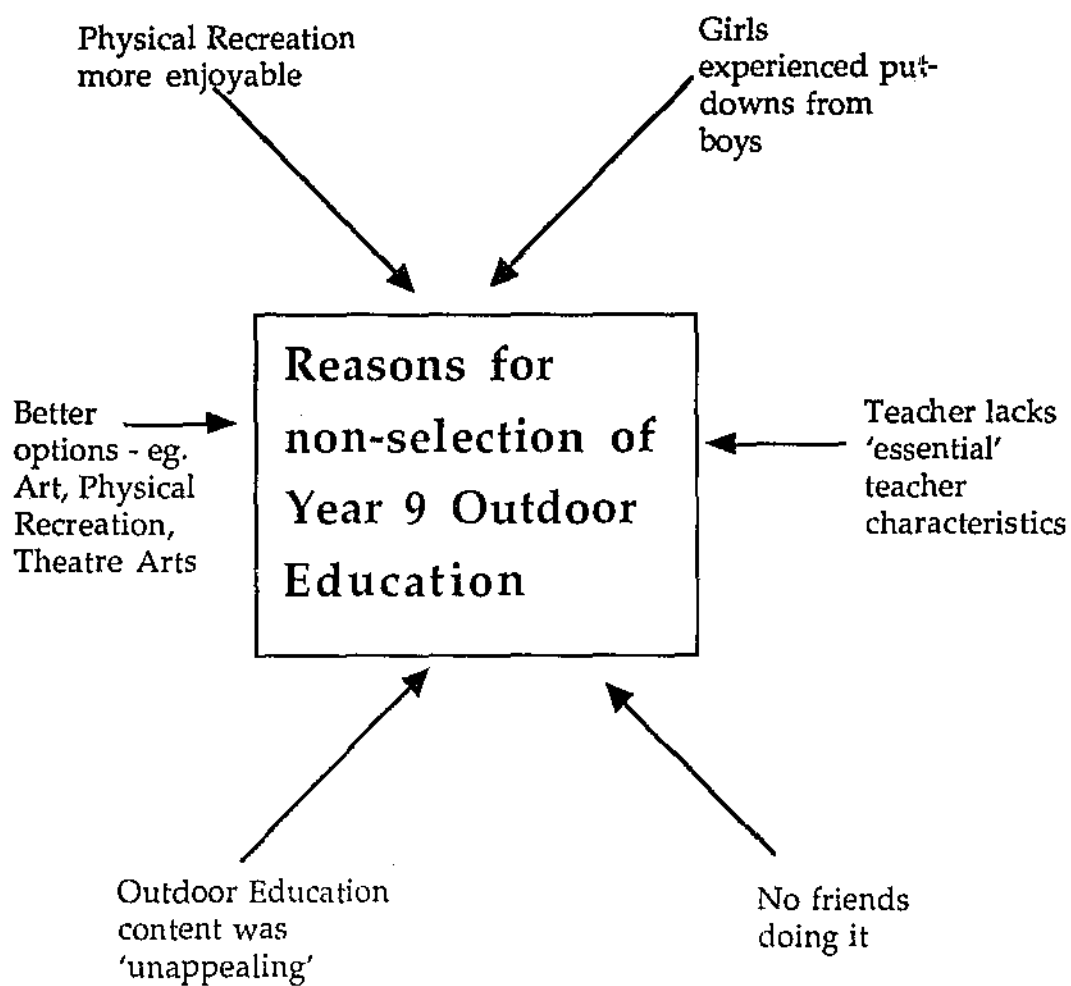 Physical Recreation
more enjoyable
Girls
experienced put-
downs from
boys
Reasons for
non-selection of
Year 9 Outdoor
Education
Better
options - eg.
Art, Physical
Recreation,
Theatre Arts
Teacher lacks
'essential'
teacher
characteristics
Outdoor Education
content was
'unappealing'
No friends
doing it